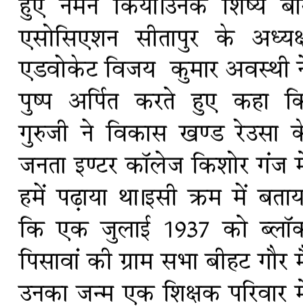 हुए नमन किया।उनके शिष्य बा
एसोसिएशन सीतापुर के अध्यक्ष
एडवोकेट विजय कुमार अवस्थी ने
पुष्प अर्पित करते हुए कहा कि
गुरुजी ने विकास खण्ड रेउसा के
जनता इण्टर कॉलेज किशोर गंज में
हमें पढ़ाया था।इसी क्रम में बताय
कि एक जुलाई 1937 को ब्लॉक
पिसावां की ग्राम सभा बीहट गौर में
उनका जन्म एक शिक्षक परिवार में